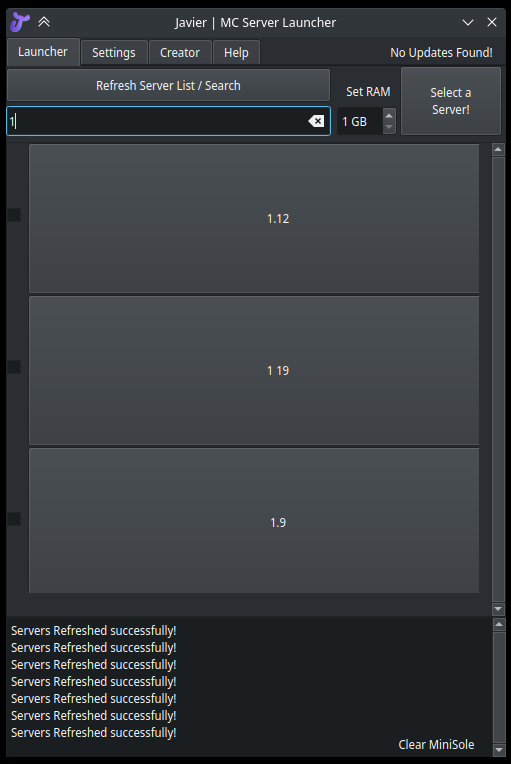 Javier | MC Server Launcher
Launcher
Settings
Creator
Help
No Updates Found!
Refresh Server List / Search
Set RAM
Select a
Server!
1
1 GB
1.12
1 19
1.9
Servers Refreshed successfully!
Servers Refreshed successfully!
Servers Refreshed successfully!
Servers Refreshed successfully!
Servers Refreshed successfully!
Servers Refreshed successfully!
Servers Refreshed successfully!
Clear MiniSole